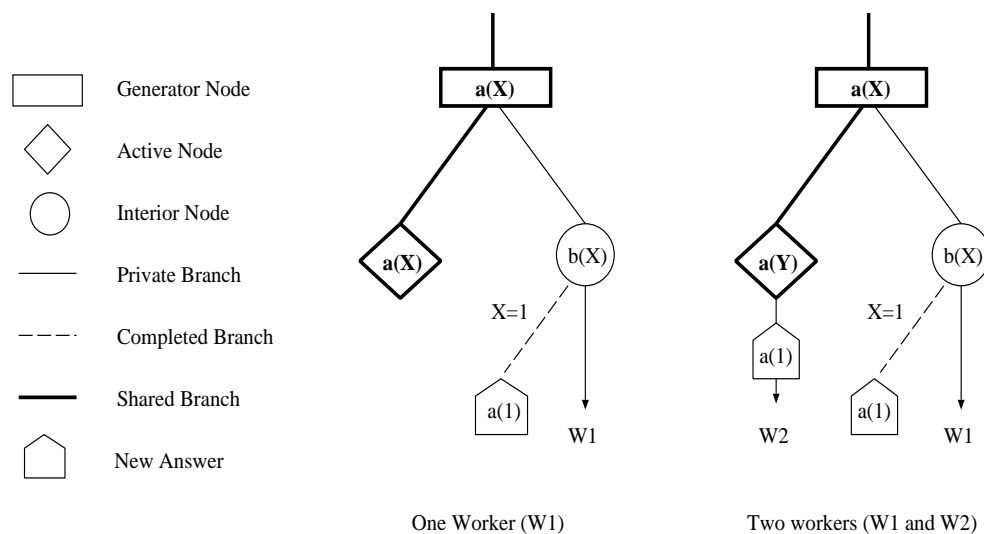 Generator Node
Active Node
Interior Node
Private Branch
Completed Branch
Shared Branch
New Answer
a(X)
a(X)
b(X)
X=1
a(1)
W1
One Worker (W1)
a(X)
a(Y)
b(X)
X=1
a(1)
a(1)
W2
W1
Two workers (W1 and W2)